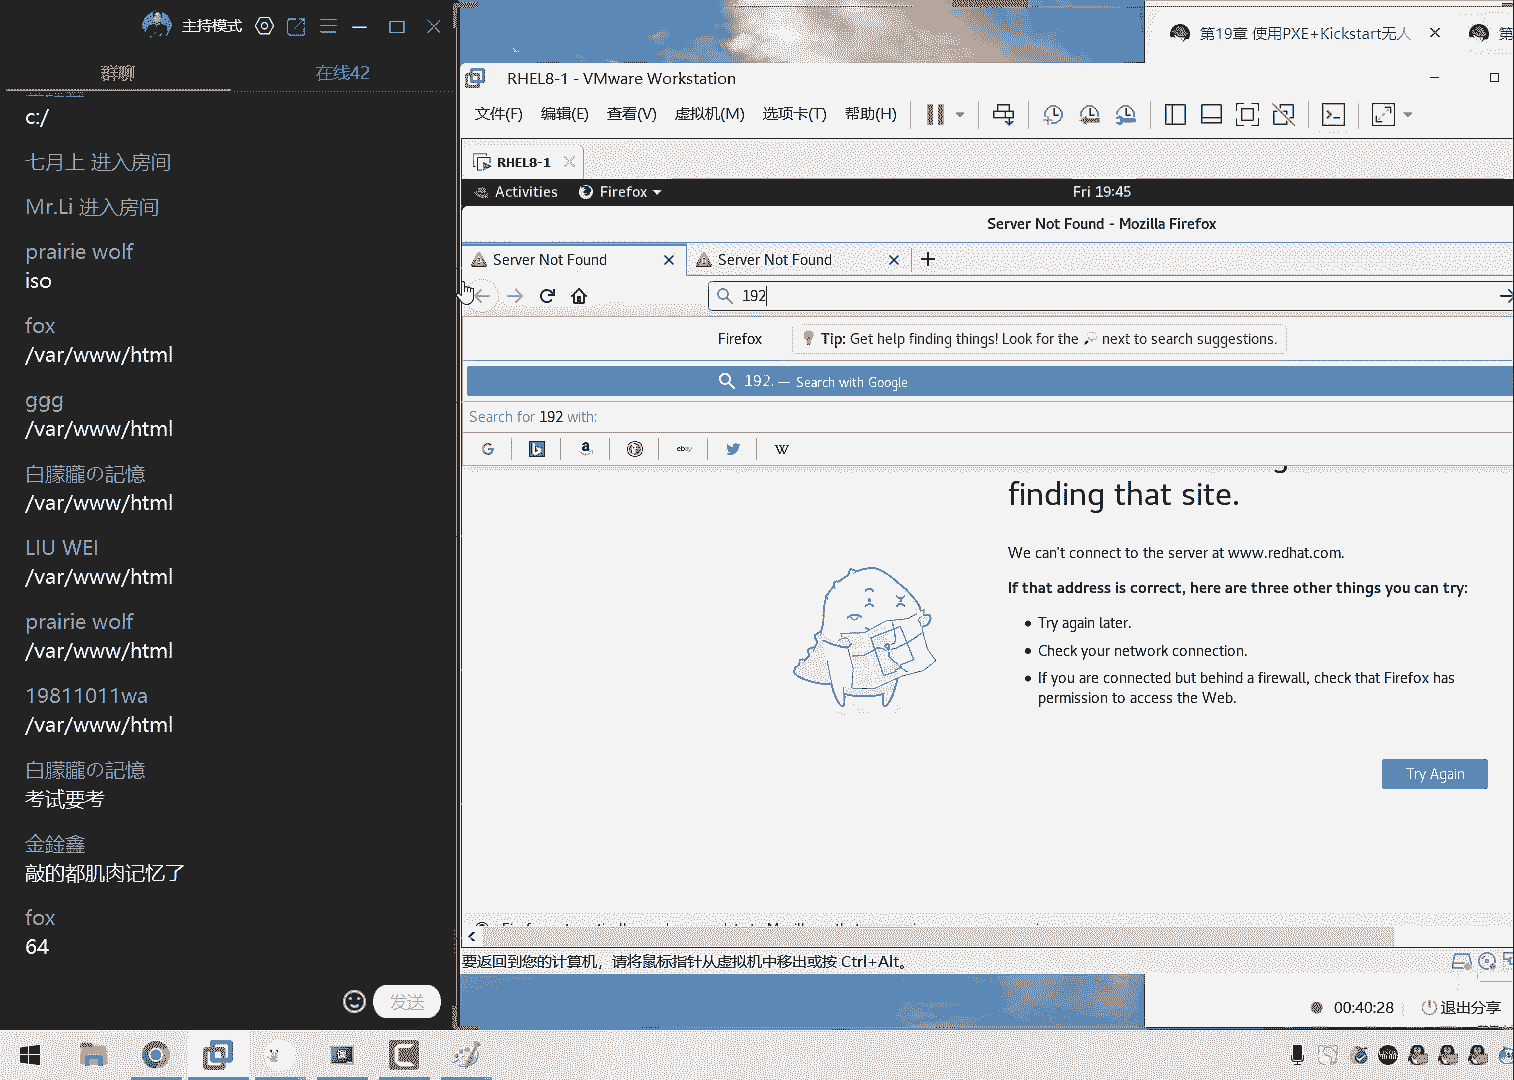 主持模式
群聊
在线42
c:/
七月上 进入房间
Mr.Li 进入房间
prairie wolf
iso
fox
/var/www/html
ggg
/var/www/html
白朦朧の記憶
/var/www/html
LIU WEI
/var/www/html
prairie wolf
/var/www/html
19811011wa
/var/www/html
白朦朧の記憶
考试要考
金銓鑫
敲的都肌肉记忆了
fox
64
发送
第19章 使用PXE+Kickstart无人
第
RHEL8-1 - VMware Workstation
文件(F) 编辑(E) 查看(V) 虚拟机(M) 选项卡(T) 帮助(H)
RHEL8-1
Activities Firefox Fri 19:45
Server Not Found - Mozilla Firefox
Server Not Found
Server Not Found
192
Firefox
Tip: Get help finding things! Look for the next to search suggestions.
192. — Search with Google
Search for 192 with:
G a ebay W
finding that site.
We can't connect to the server at www.redhat.com.
If that address is correct, here are three other things you can try:
Try again later.
Check your network connection.
If you are connected but behind a firewall, check that Firefox has
permission to access the Web.
Try Again
要返回到您的计算机，请将鼠标指针从虚拟机中移出或按 Ctrl+Alt。
00:40:28
退出分享